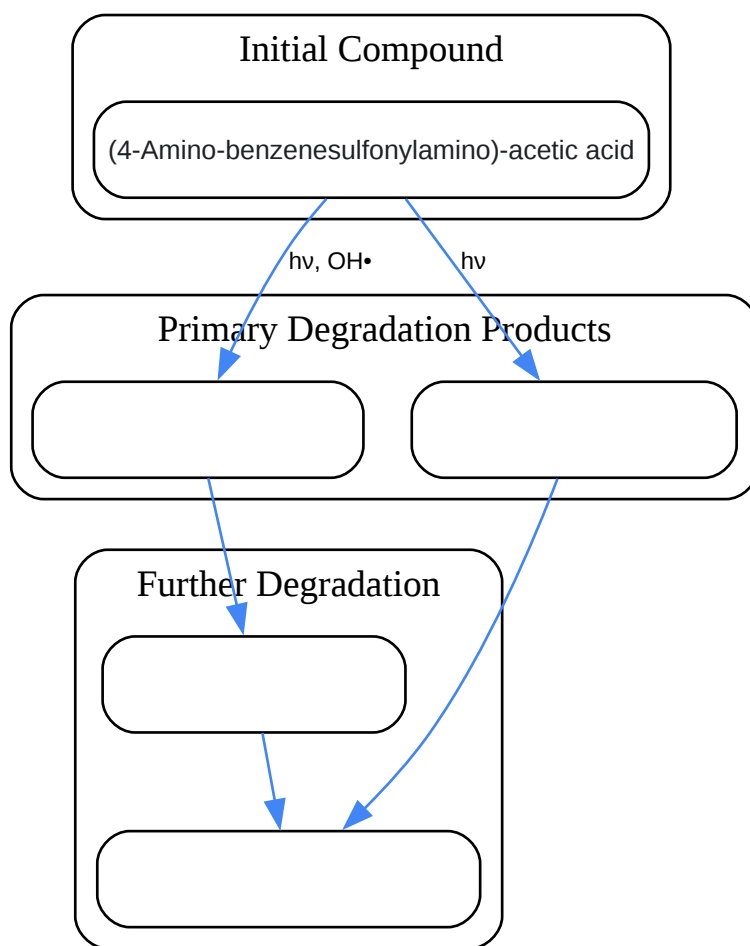 Initial Compound
(4-Amino-benzenesulfonylamino)-acetic acid
hν, OH•
hν
Primary Degradation Products
Further Degradation